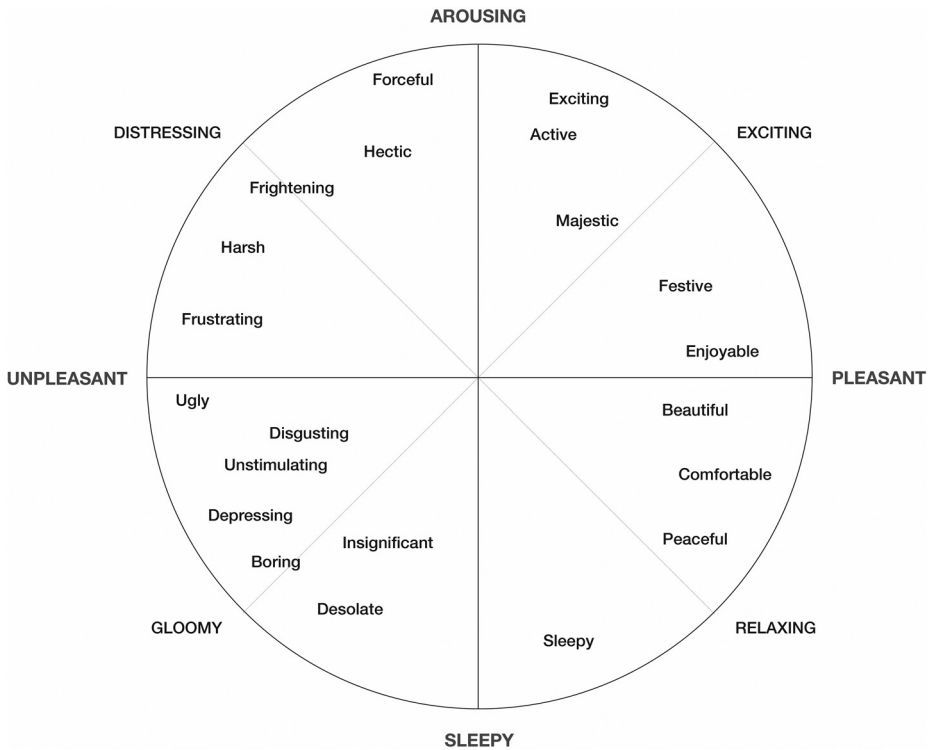 AROUSING
Forceful
Exciting
DISTRESSING
Active
EXCITING
Hectic
Frightening
Majestic
Harsh
Festive
Frustrating
Enjoyable
UNPLEASANT
PLEASANT
Ugly
Beautiful
Disgusting
Unstimulating
Comfortable
Depressing
Insignificant
Peaceful
Boring
Desolate
GLOOMY
RELAXING
Sleepy
SLEEPY